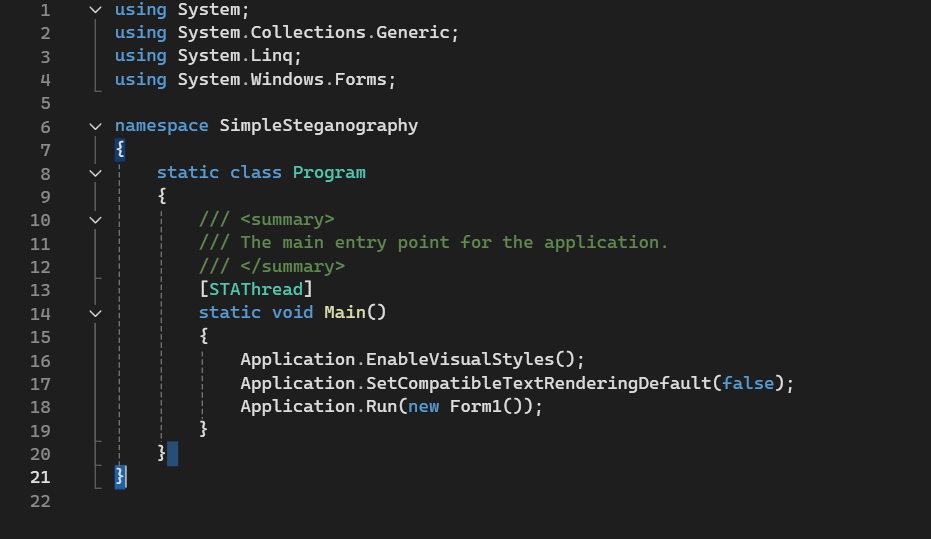 1 using System;
2 using System.Collections.Generic;
3 using System.Linq;
4 using System.Windows.Forms;
5
6 namespace SimpleSteganography
7 {
8 static class Program
9 {
10 /// <summary>
11 /// The main entry point for the application.
12 /// </summary>
13 [STAThread]
14 static void Main()
15 {
16 Application.EnableVisualStyles();
17 Application.SetCompatibleTextRenderingDefault(false);
18 Application.Run(new Form1());
19 }
20 }
21 }
22